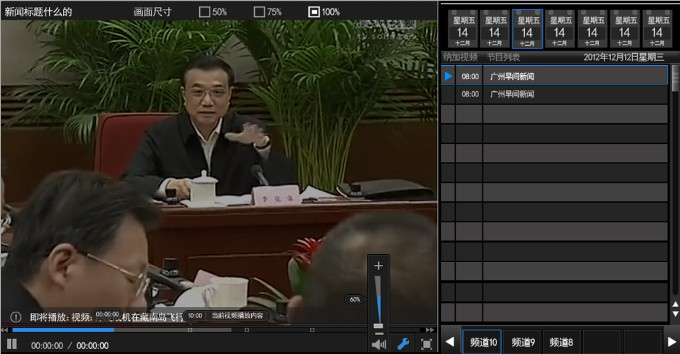 新闻标题什么的
画面尺寸 50% 75% 100%
星期五 星期五 星期五 星期五 星期五 星期五 星期五
14 14 14 14 14 14 14
十二月 十二月 十二月 十二月 十二月 十二月 十二月
纳加视频 节目列表 2012年12月12日星期三
08:00 广州早间新闻
08:00 广州早间新闻
60%
即将播放: 视频:
机在藏南岛飞行
00:00:00
10:00 当前视频播放内容
00:00:00 / 00:00:00
频道10 频道9 频道8